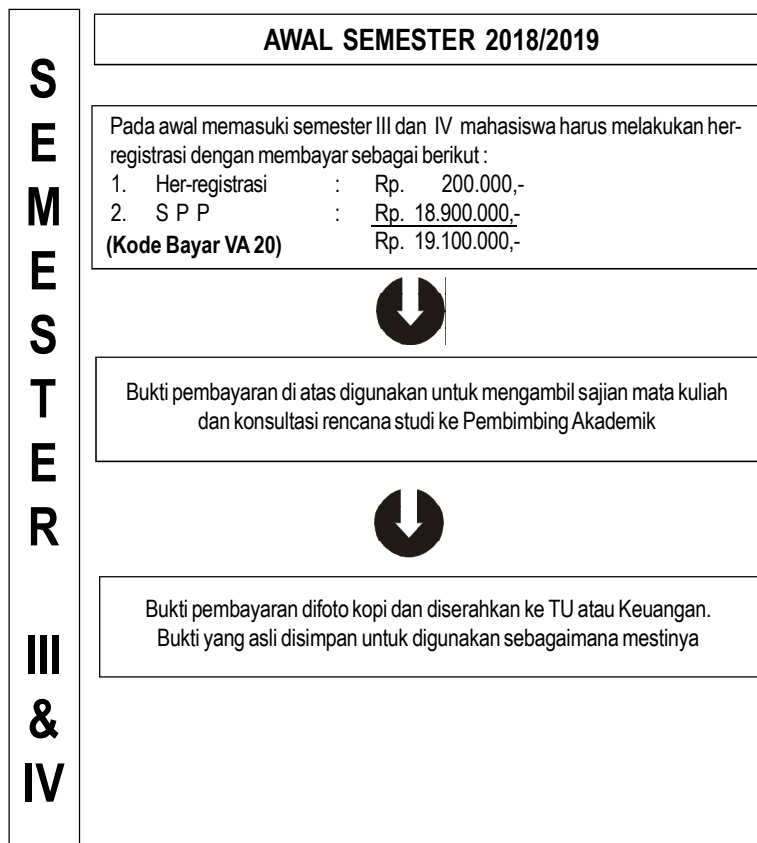 SEMESTER III & IV
AWAL SEMESTER 2018/2019
Pada awal memasuki semester III dan IV mahasiswa harus melakukan her-
registrasi dengan membayar sebagai berikut :
1. Her-registrasi : Rp. 200.000,-
2. S P P : Rp. 18.900.000,-
(Kode Bayar VA 20) Rp. 19.100.000,-
Bukti pembayaran di atas digunakan untuk mengambil sajian mata kuliah
dan konsultasi rencana studi ke Pembimbing Akademik
Bukti pembayaran difoto kopi dan diserahkan ke TU atau Keuangan.
Bukti yang asli disimpan untuk digunakan sebagaimana mestinya